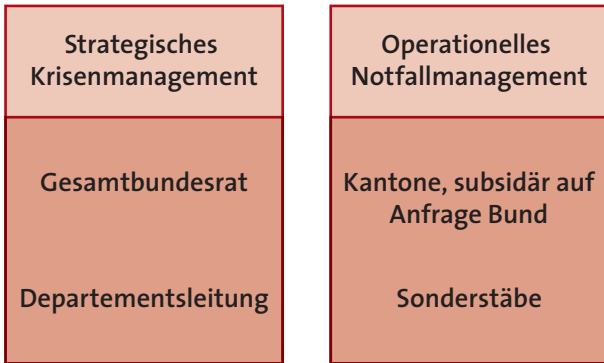 Strategisches
Krisenmanagement
Gesamtbundesrat
Departementsleitung
Operationelles
Notfallmanagement
Kantone, subsidär auf
Anfrage Bund
Sonderstäbe